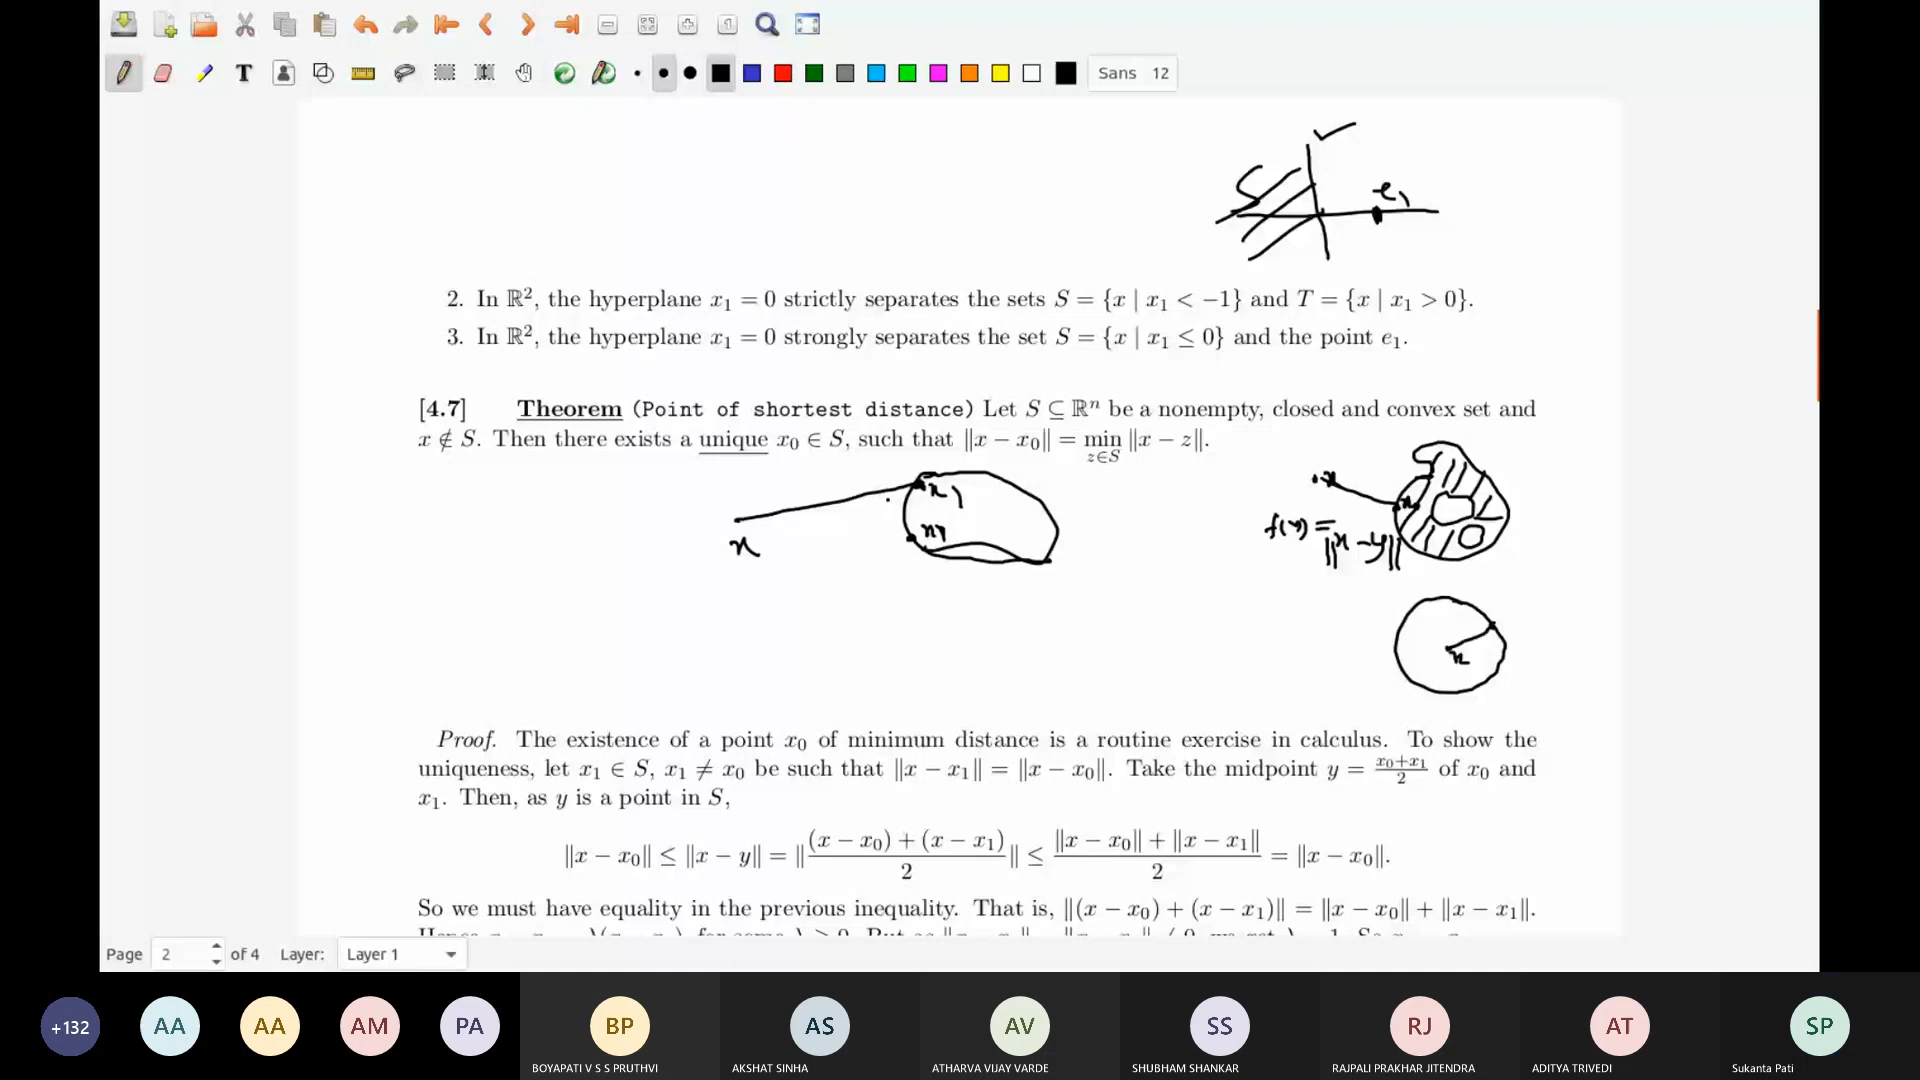 Sans 12
S
e₁
2. In ℝ², the hyperplane x₁ = 0 strictly separates the sets S = {x | x₁ < −1} and T = {x | x₁ > 0}.
3. In ℝ², the hyperplane x₁ = 0 strongly separates the set S = {x | x₁ ≤ 0} and the point e₁.
[4.7] Theorem (Point of shortest distance) Let S ⊆ ℝⁿ be a nonempty, closed and convex set and
x ∉ S. Then there exists a unique x₀ ∈ S, such that ‖x − x₀‖ = min_{z∈S} ‖x − z‖.
x
f(y) =
‖x − y‖
x
x
Proof. The existence of a point x₀ of minimum distance is a routine exercise in calculus. To show the
uniqueness, let x₁ ∈ S, x₁ ≠ x₀ be such that ‖x − x₁‖ = ‖x − x₀‖. Take the midpoint y = (x₀+x₁)/2 of x₀ and
x₁. Then, as y is a point in S,
‖x − x₀‖ ≤ ‖x − y‖ = ‖((x − x₀) + (x − x₁))/2‖ ≤ (‖x − x₀‖ + ‖x − x₁‖)/2 = ‖x − x₀‖.
So we must have equality in the previous inequality. That is, ‖(x − x₀) + (x − x₁)‖ = ‖x − x₀‖ + ‖x − x₁‖.
Page 2 of 4 Layer: Layer 1
+132 AA AA AM PA BP AS AV SS RJ AT SP
BOYAPATI V S S PRUTHVI AKSHAT SINHA ATHARVA VIJAY VARDE SHUBHAM SHANKAR RAJPALI PRAKHAR JITENDRA ADITYA TRIVEDI Sukanta Pati